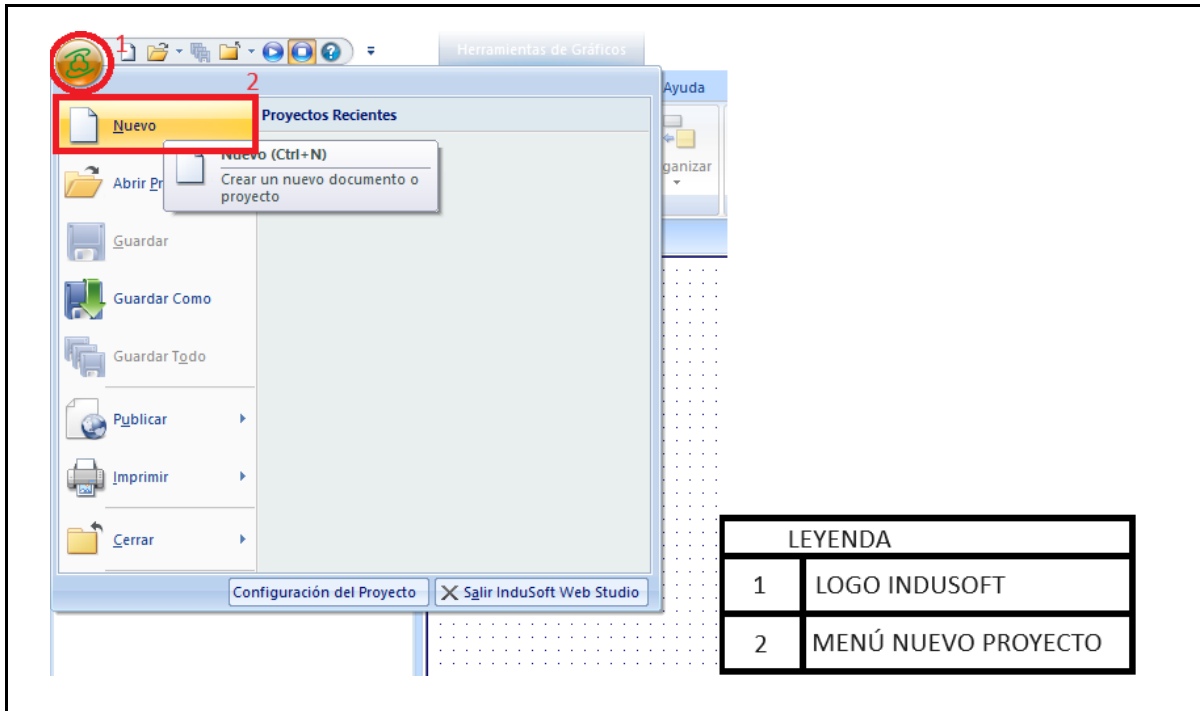 1
Herramientas de Gráficos
2
Ayuda
Nuevo
Proyectos Recientes
Nuevo (Ctrl+N)
Crear un nuevo documento o
proyecto
Abrir Pr
ganizar
Guardar
Guardar Como
Guardar Todo
Publicar
Imprimir
Cerrar
Configuración del Proyecto
Salir InduSoft Web Studio
LEYENDA
1 LOGO INDUSOFT
2 MENÚ NUEVO PROYECTO